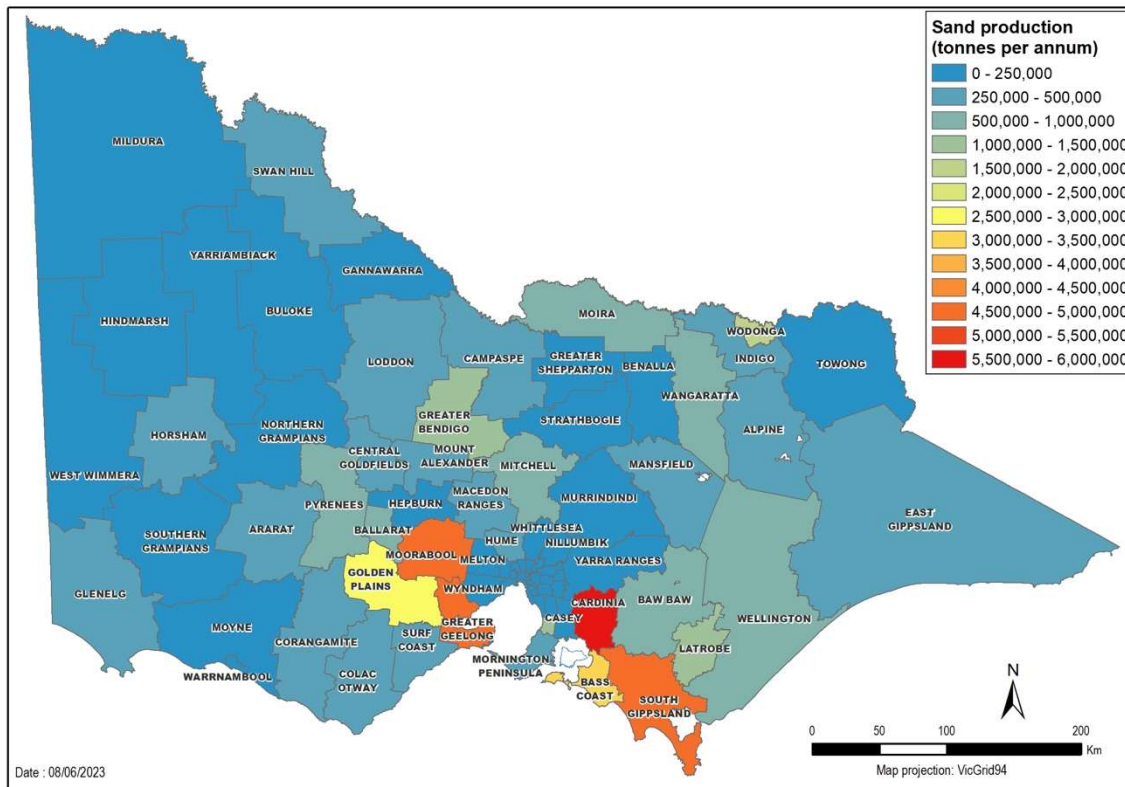 Sand production
(tonnes per annum)
0 - 250,000
250,000 - 500,000
500,000 - 1,000,000
1,000,000 - 1,500,000
1,500,000 - 2,000,000
2,000,000 - 2,500,000
2,500,000 - 3,000,000
3,000,000 - 3,500,000
3,500,000 - 4,000,000
4,000,000 - 4,500,000
4,500,000 - 5,000,000
5,000,000 - 5,500,000
5,500,000 - 6,000,000
MILDURA
SWAN HILL
YARRIAMBIACK
GANNAWARRA
HINDMARSH
BULOKE
MOIRA
WODONGA
LODDON
CAMPASPE
GREATER
SHEPPARTON
BENALLA
INDIGO
TOWONG
WANGARATTA
HORSHAM
NORTHERN
GRAMPIANS
GREATER
BENDIGO
STRATHBOGIE
ALPINE
WEST WIMMERA
CENTRAL
GOLDFIELDS
MOUNT
ALEXANDER
MITCHELL
MANSFIELD
PYRENEES
HEPBURN
MACEDON
RANGES
MURRINDINDI
EAST
GIPPSLAND
SOUTHERN
GRAMPIANS
ARARAT
BALLARAT
MOORABOOL
HUME
WHITTLESEA
NILLUMBIK
MELTON
YARRA RANGES
GLENELG
GOLDEN
PLAINS
WYNDHAM
CARDINIA
BAW BAW
WELLINGTON
MOYNE
CORANGAMITE
SURF
COAST
GREATER
GEELONG
CASEY
LATROBE
WARRNAMBOOL
COLAC
OTWAY
MORNINGTON
PENINSULA
BASS
COAST
SOUTH
GIPPSLAND
N
0 50 100 200
Km
Map projection: VicGrid94
Date : 08/06/2023